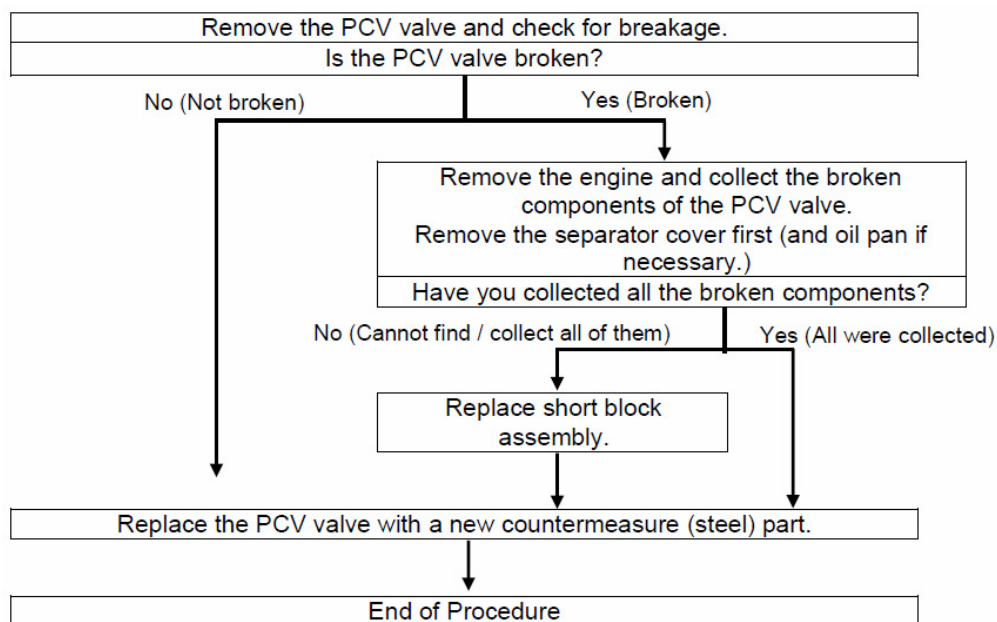 Remove the PCV valve and check for breakage.
Is the PCV valve broken?
No (Not broken)
Yes (Broken)
Remove the engine and collect the broken
components of the PCV valve.
Remove the separator cover first (and oil pan if
necessary.)
Have you collected all the broken components?
No (Cannot find / collect all of them)
Yes (All were collected)
Replace short block
assembly.
Replace the PCV valve with a new countermeasure (steel) part.
End of Procedure